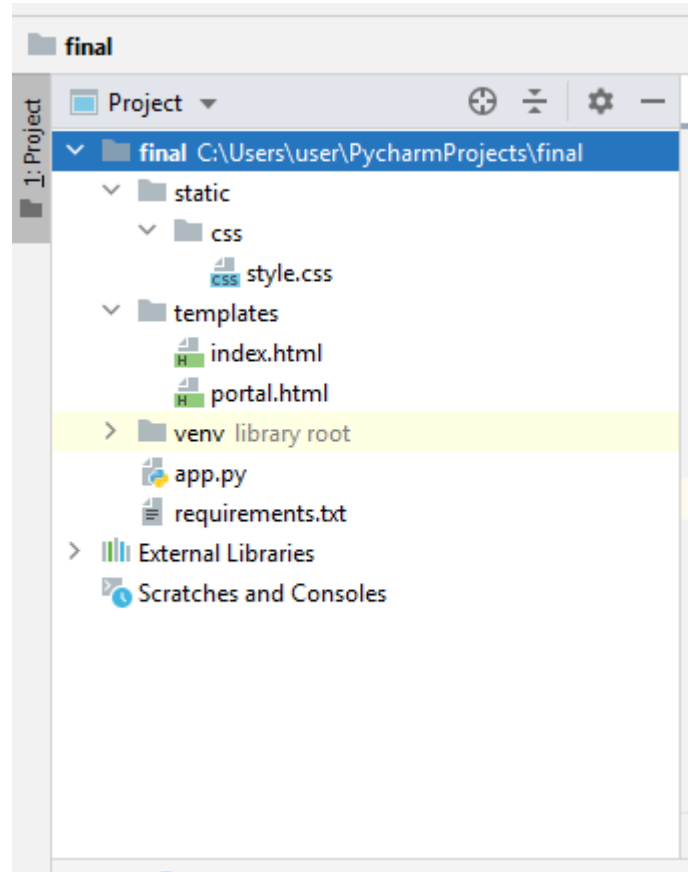 final
1: Project
Project
final C:\Users\user\PycharmProjects\final
static
css
CSS style.css
templates
H index.html
H portal.html
venv library root
app.py
requirements.txt
External Libraries
Scratches and Consoles